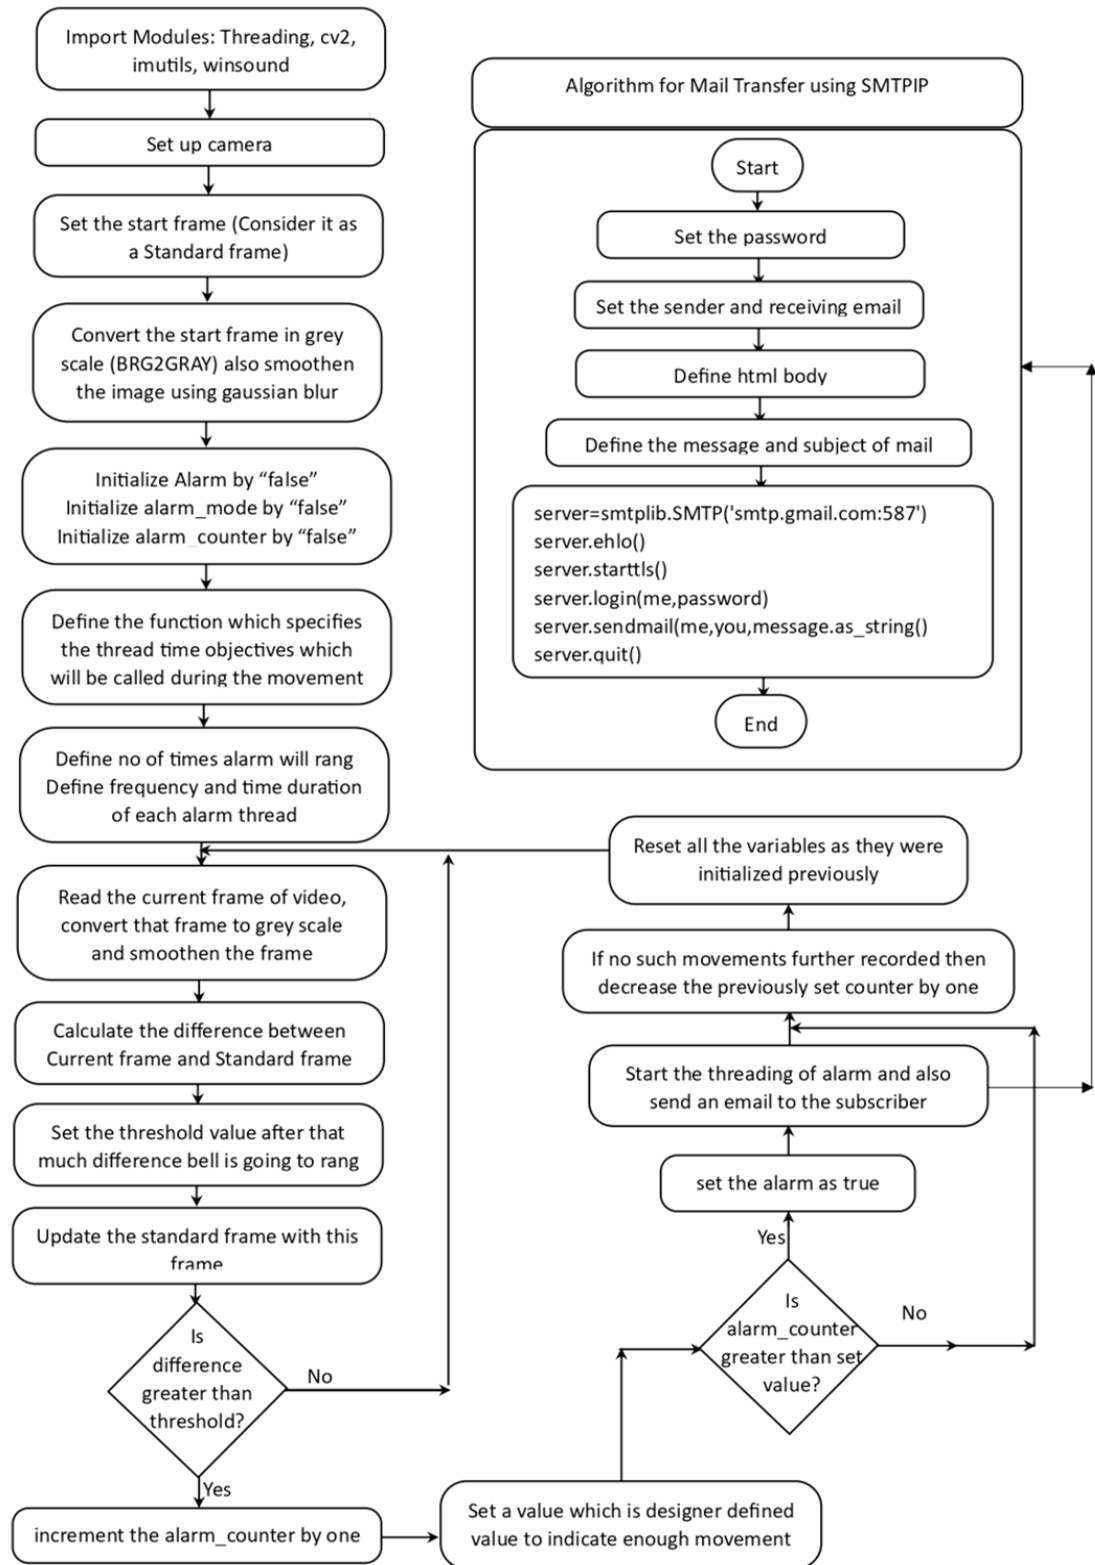 Import Modules: Threading, cv2,
imutils, winsound
Set up camera
Set the start frame (Consider it as
a Standard frame)
Convert the start frame in grey
scale (BRG2GRAY) also smoothen
the image using gaussian blur
Initialize Alarm by “false”
Initialize alarm_mode by “false”
Initialize alarm_counter by “false”
Define the function which specifies
the thread time objectives which
will be called during the movement
Define no of times alarm will rang
Define frequency and time duration
of each alarm thread
Read the current frame of video,
convert that frame to grey scale
and smoothen the frame
Calculate the difference between
Current frame and Standard frame
Set the threshold value after that
much difference bell is going to rang
Update the standard frame with this
frame
Is
difference
greater than
threshold?
No
Yes
increment the alarm_counter by one
Set a value which is designer defined
value to indicate enough movement
Is
alarm_counter
greater than set
value?
No
Yes
set the alarm as true
Start the threading of alarm and also
send an email to the subscriber
If no such movements further recorded then
decrease the previously set counter by one
Reset all the variables as they were
initialized previously
Algorithm for Mail Transfer using SMTPIP
Start
Set the password
Set the sender and receiving email
Define html body
Define the message and subject of mail
server=smtplib.SMTP('smtp.gmail.com:587')
server.ehlo()
server.starttls()
server.login(me,password)
server.sendmail(me,you,message.as_string()
server.quit()
End